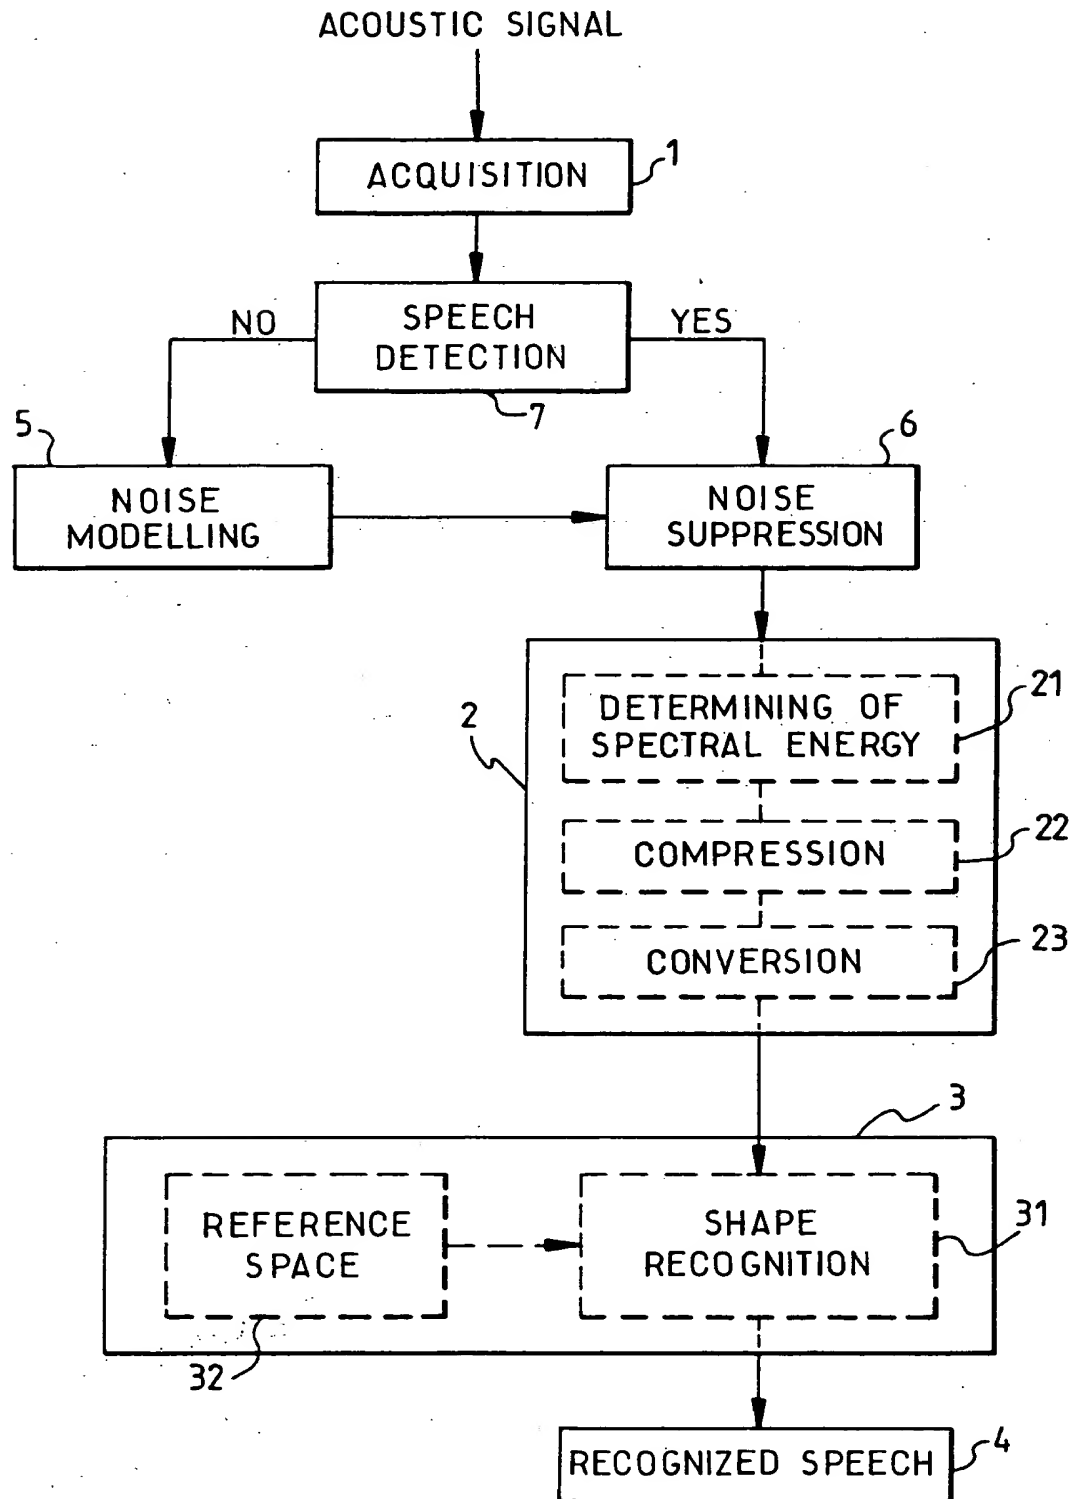 ACOUSTIC SIGNAL
ACQUISITION
1
SPEECH
DETECTION
NO
YES
7
5
6
NOISE
MODELLING
NOISE
SUPPRESSION
2
DETERMINING OF
SPECTRAL ENERGY
21
COMPRESSION
22
CONVERSION
23
3
REFERENCE
SPACE
SHAPE
RECOGNITION
31
32
RECOGNIZED SPEECH
4